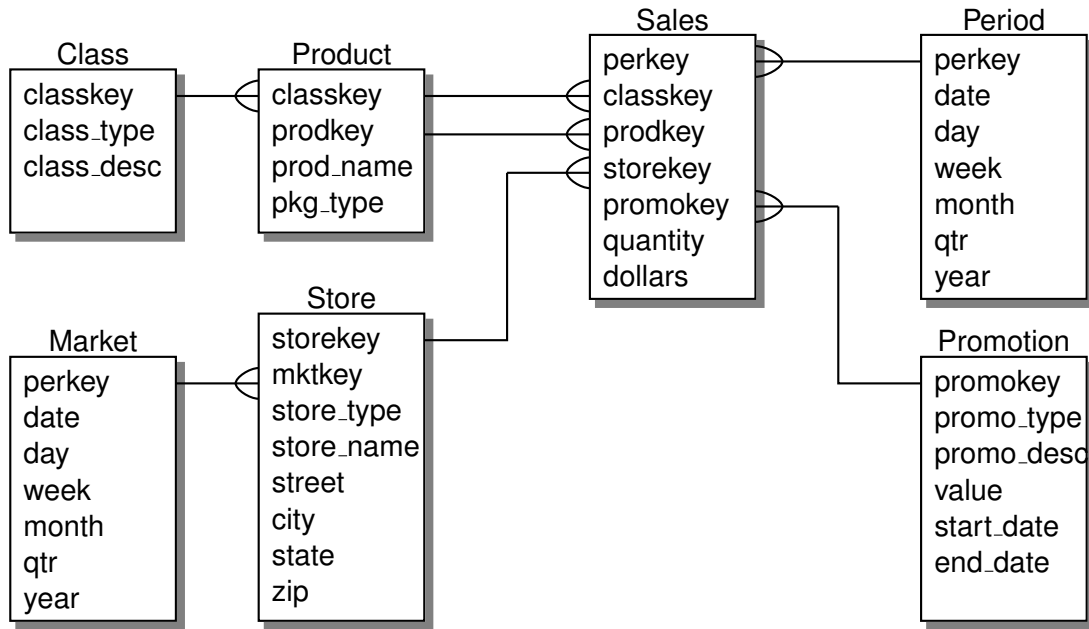 Class
classkey
class_type
class_desc
Product
classkey
prodkey
prod_name
pkg_type
Sales
perkey
classkey
prodkey
storekey
promokey
quantity
dollars
Period
perkey
date
day
week
month
qtr
year
Market
perkey
date
day
week
month
qtr
year
Store
storekey
mktkey
store_type
store_name
street
city
state
zip
Promotion
promokey
promo_type
promo_desc
value
start_date
end_date